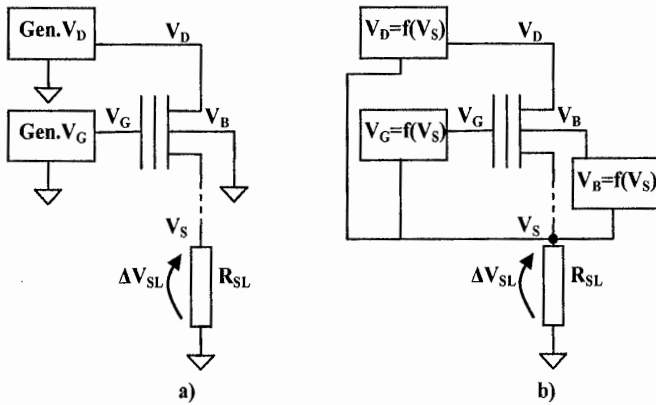 Gen.V_D
V_D
Gen.V_G
V_G
V_B
V_S
ΔV_SL
R_SL
a)
V_D=f(V_S)
V_D
V_G=f(V_S)
V_G
V_B
V_B=f(V_S)
V_S
ΔV_SL
R_SL
b)